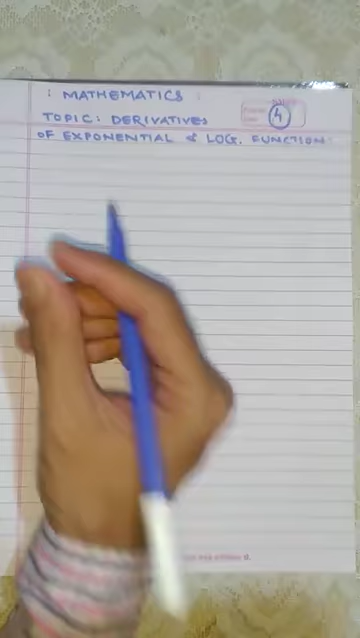 : MATHEMATICS :
TOPIC: DERIVATIVES
4
OF EXPONENTIAL & LOG. FUNCTION